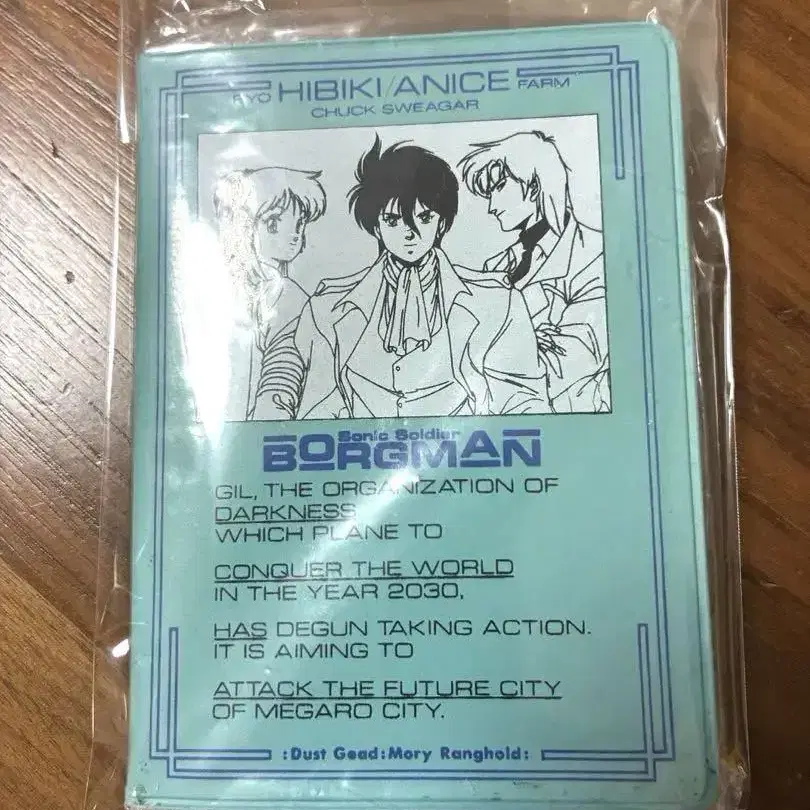 RYO HIBIKI/ANICE FARM
CHUCK SWEAGAR
Sonic Soldier
BORGMAN
GIL, THE ORGANIZATION OF
DARKNESS
WHICH PLANE TO
CONQUER THE WORLD
IN THE YEAR 2030,
HAS DEGUN TAKING ACTION.
IT IS AIMING TO
ATTACK THE FUTURE CITY
OF MEGARO CITY.
:Dust Gead:Mory Ranghold: